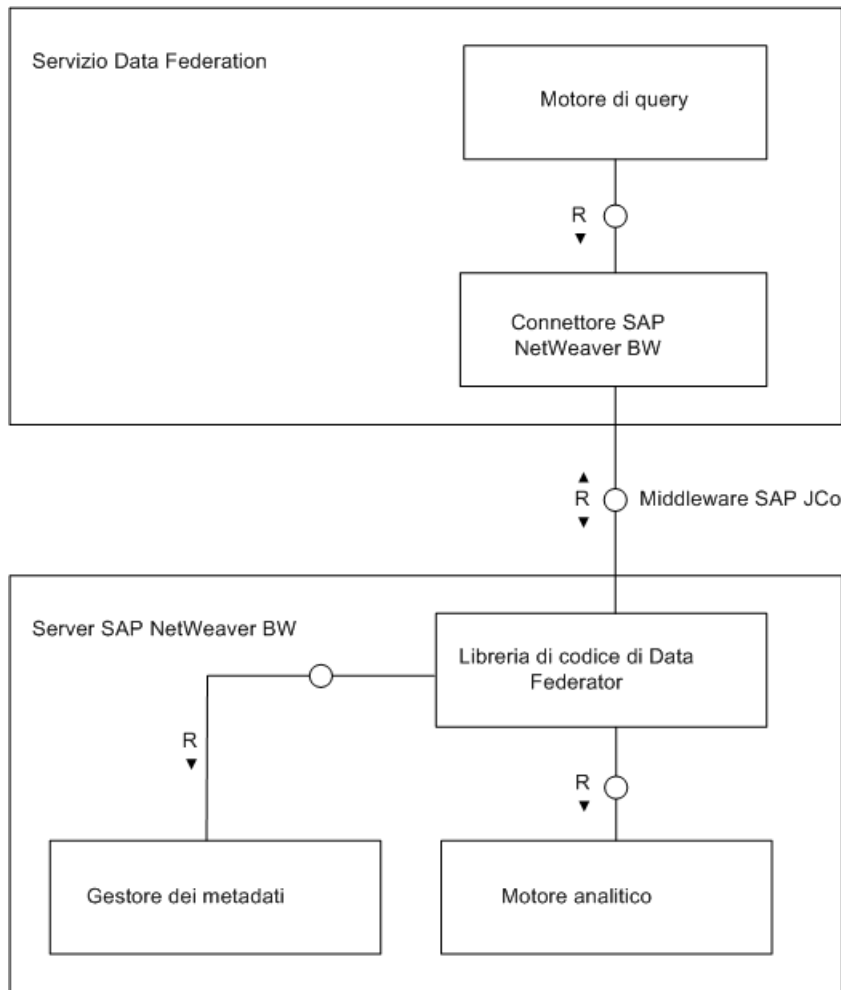 Servizio Data Federation
Motore di query
R
▼
Connettore SAP
NetWeaver BW
▲
R
▼
Middleware SAP JCo
Server SAP NetWeaver BW
Libreria di codice di Data
Federator
R
▼
R
▼
Gestore dei metadati
Motore analitico